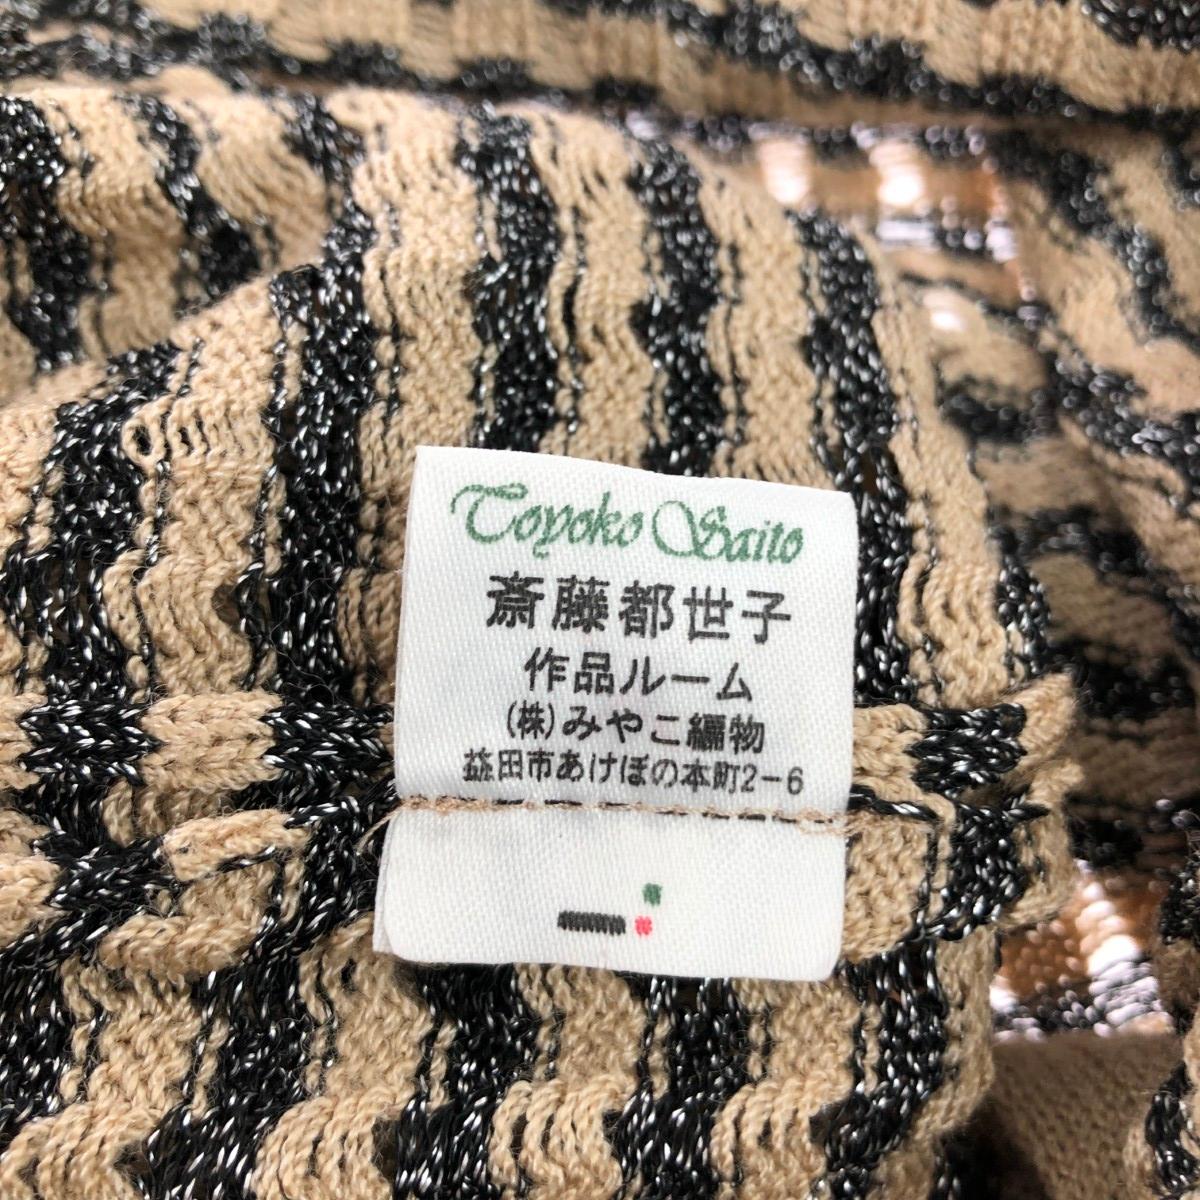 Toyoko Saito
斎藤都世子
作品ルーム
(株)みやこ編物
益田市あけぼの本町2-6